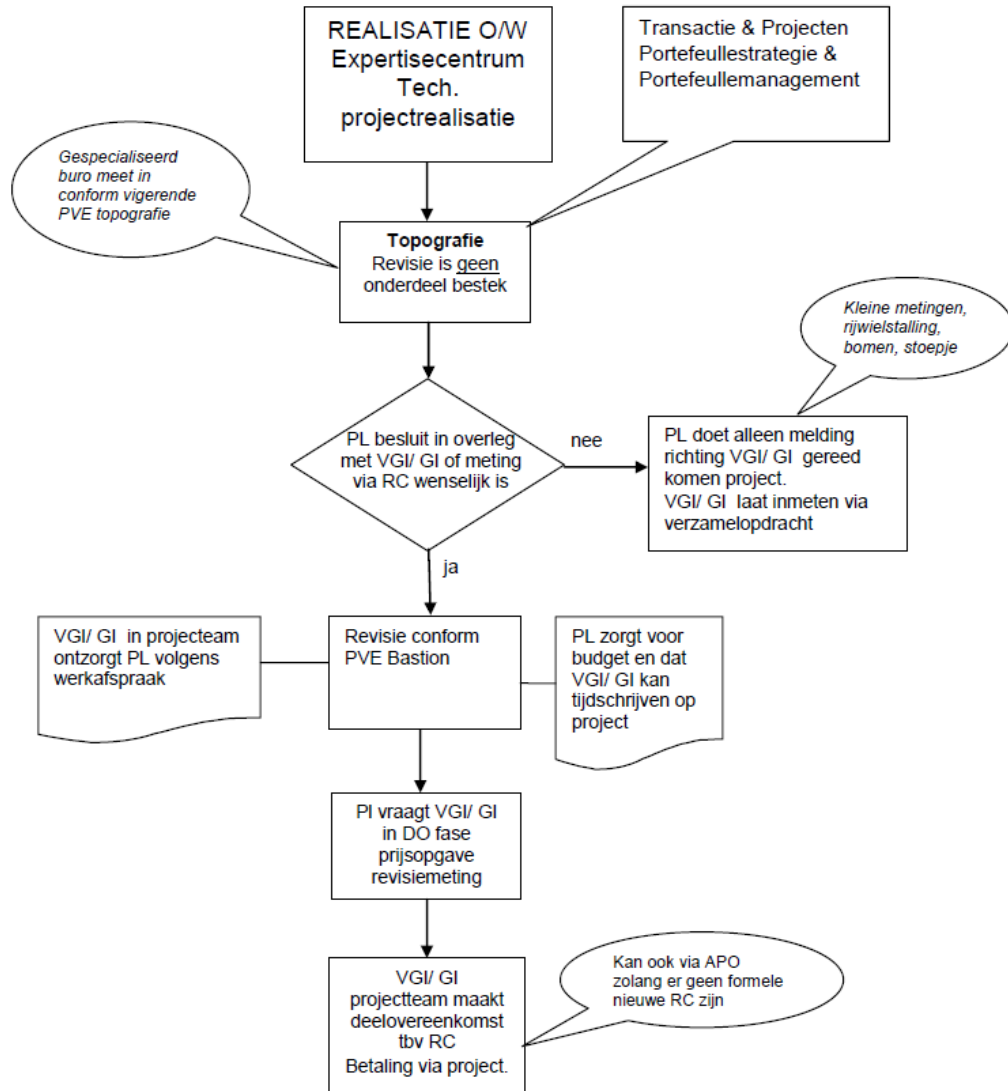 REALISATIE O/W
Expertisecentrum
Tech.
projectrealisatie
Transactie & Projecten
Portefeullestrategie &
Portefeullemanagement
Gespecialiseerd
buro meet in
conform vigerende
PVE topografie
Topografie
Revisie is geen
onderdeel bestek
Kleine metingen,
rijwielstalling,
bomen, stoepje
PL besluit in overleg
met VGI/ GI of meting
via RC wenselijk is
nee
PL doet alleen melding
richting VGI/ GI gereed
komen project.
VGI/ GI laat inmeten via
verzamelopdracht
ja
VGI/ GI in projecteam
ontzorgt PL volgens
werkafspraak
Revisie conform
PVE Bastion
PL zorgt voor
budget en dat
VGI/ GI kan
tijdschrijven op
project
Pl vraagt VGI/ GI
in DO fase
prijsopgave
revisiemeting
VGI/ GI
projectteam maakt
deelovereenkomst
tbv RC
Betaling via project.
Kan ook via APO
zolang er geen formele
nieuwe RC zijn